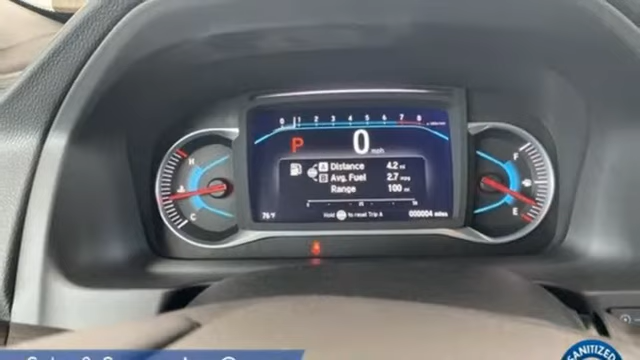 0 1 2 3 4 5 6 7 8
P 0
mph
H F
A Distance 4.2 mi
B Avg. Fuel 2.7 mpg
Range 100 mi
C E
76°F Hold to reset Trip A 000004 miles
SANITIZED